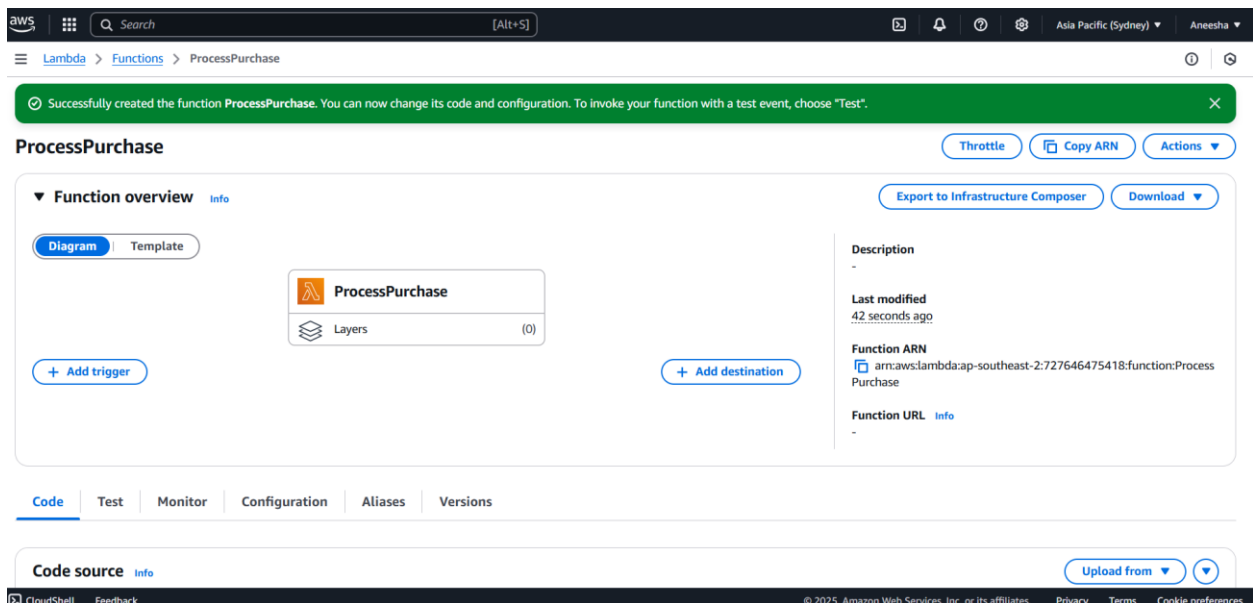 aws
Search [Alt+S]
Asia Pacific (Sydney) ▼ Aneesha ▼
Lambda > Functions > ProcessPurchase
Successfully created the function ProcessPurchase. You can now change its code and configuration. To invoke your function with a test event, choose "Test".
ProcessPurchase
Throttle Copy ARN Actions ▼
▼ Function overview Info
Export to Infrastructure Composer Download ▼
Diagram Template
ProcessPurchase
Layers (0)
+ Add trigger
+ Add destination
Description
-
Last modified
42 seconds ago
Function ARN
arn:aws:lambda:ap-southeast-2:727646475418:function:Process
Purchase
Function URL Info
-
Code Test Monitor Configuration Aliases Versions
Code source Info
Upload from ▼
CloudShell Feedback © 2025, Amazon Web Services, Inc. or its affiliates. Privacy Terms Cookie preferences